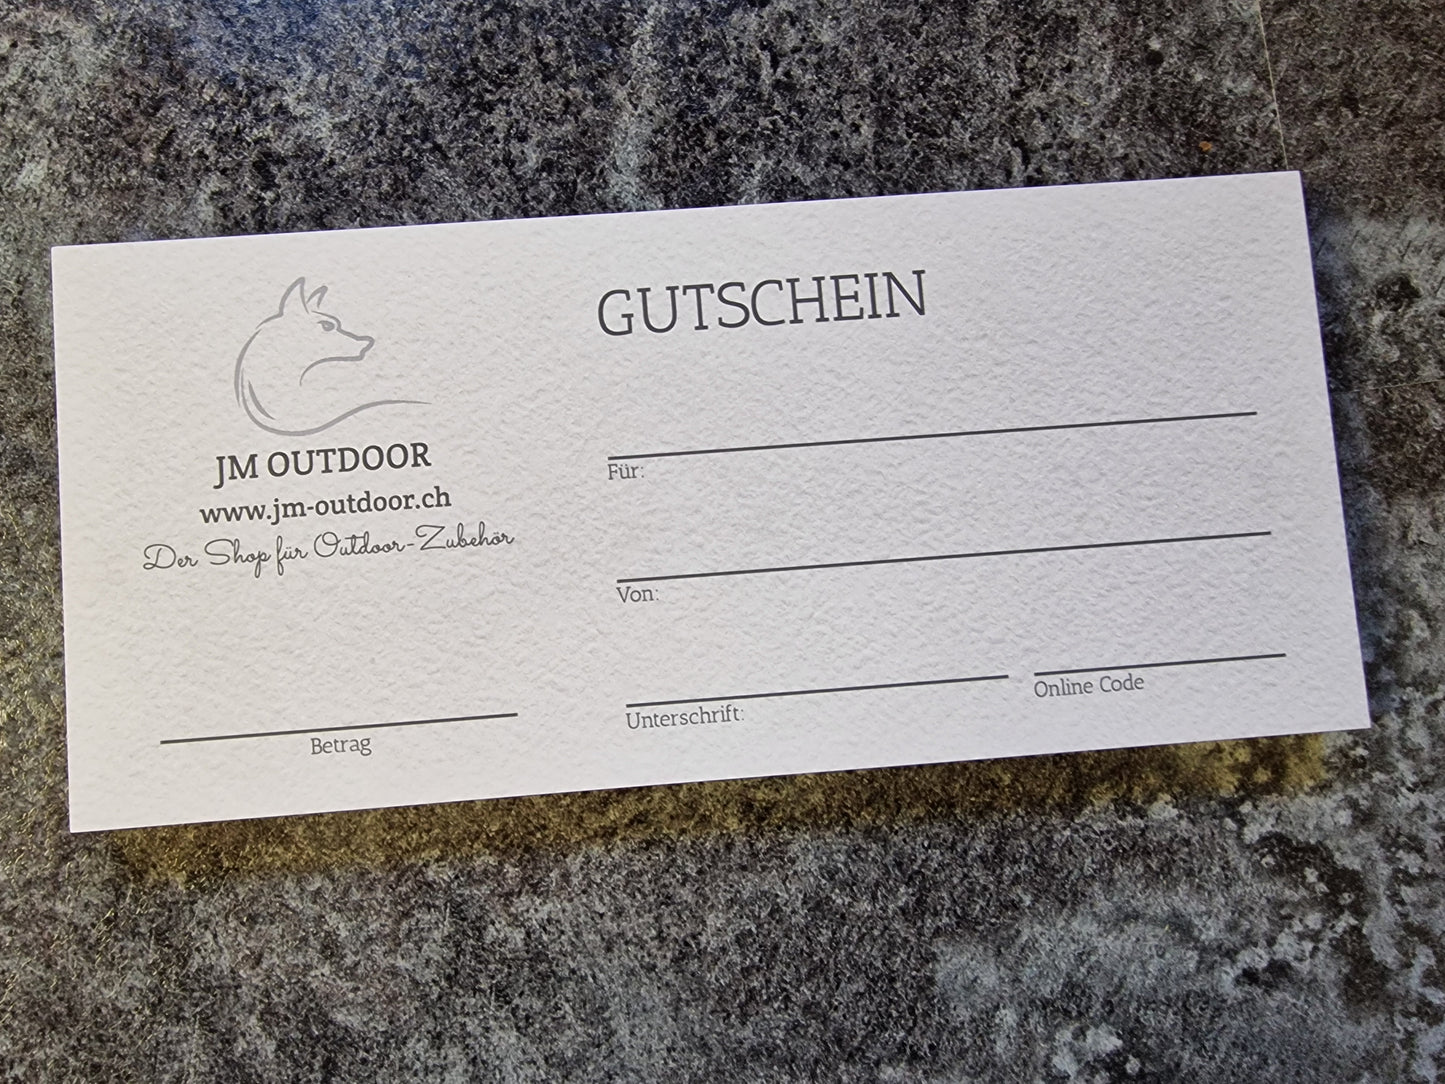 JM OUTDOOR
www.jm-outdoor.ch
Der Shop für Outdoor-Zubehör
Betrag
GUTSCHEIN
Für:
Von:
Unterschrift:
Online Code